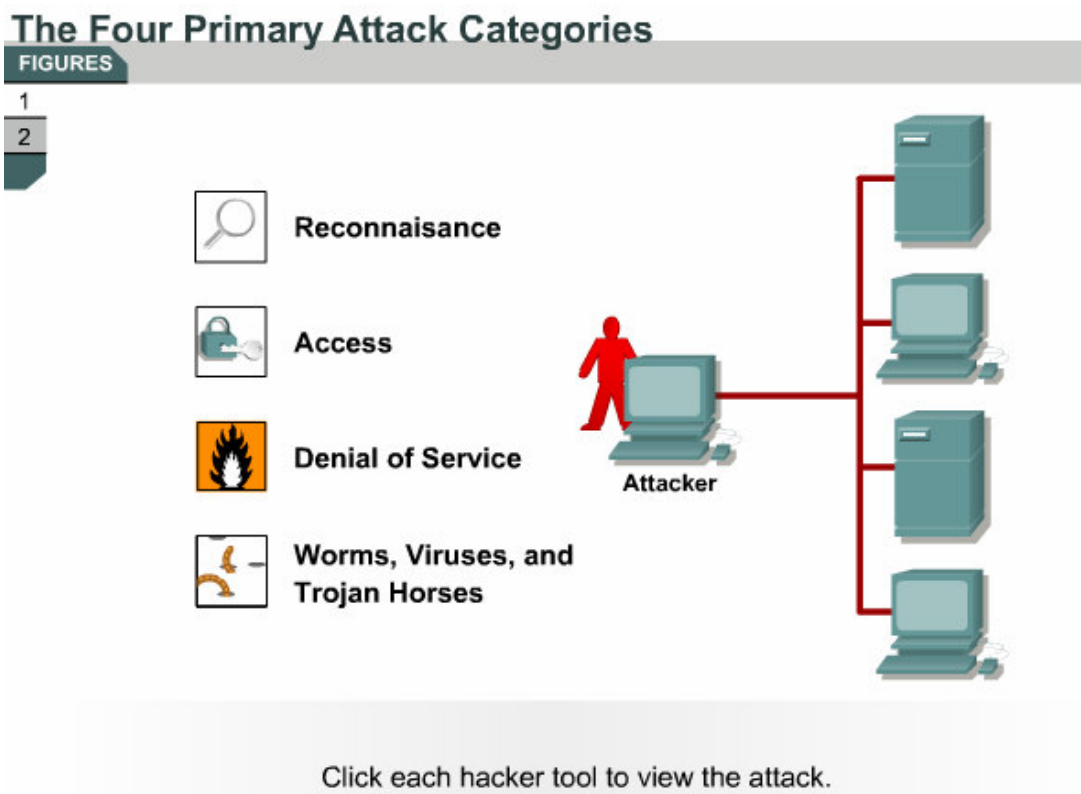 The Four Primary Attack Categories
FIGURES
1
2
Reconnaisance
Access
Denial of Service
Worms, Viruses, and
Trojan Horses
Attacker
Click each hacker tool to view the attack.